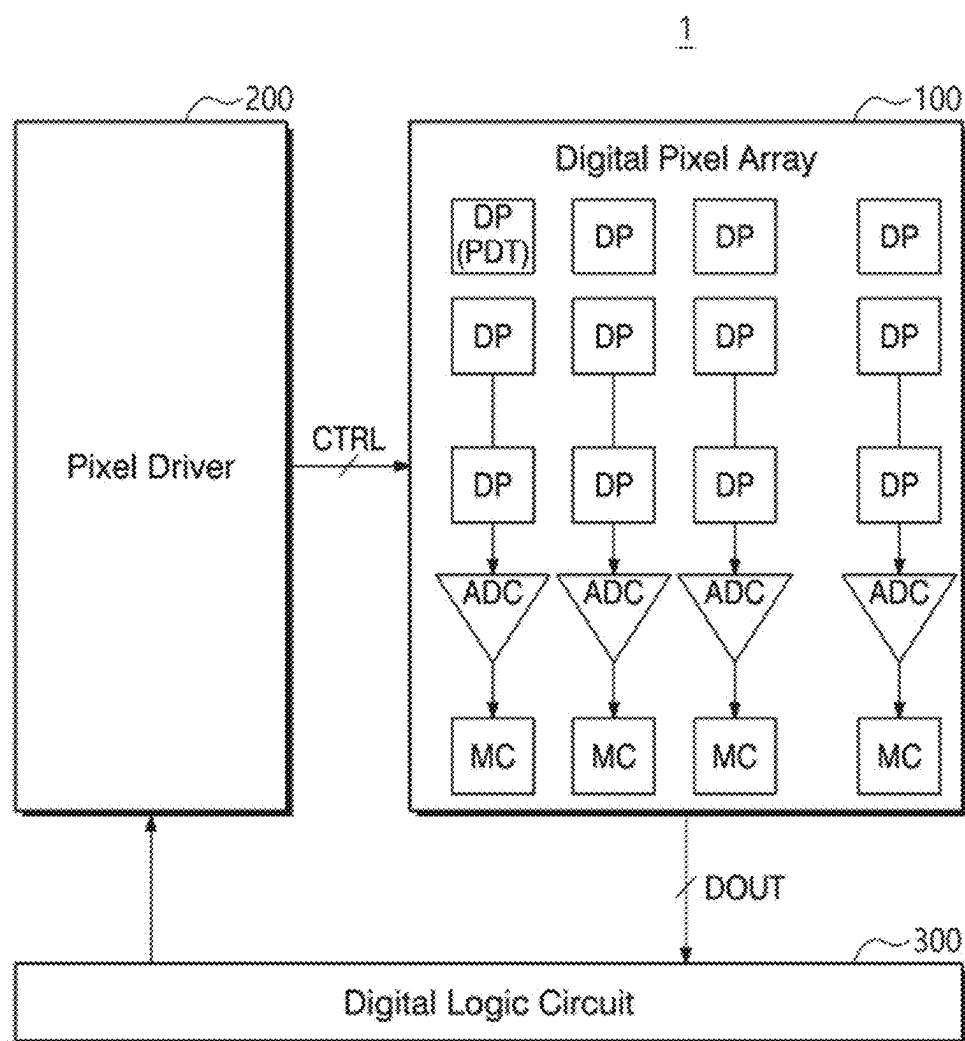 1
200
100
Digital Pixel Array
DP
(PDT)
DP
DP
DP
DP
DP
DP
DP
Pixel Driver
CTRL
DP
DP
DP
DP
ADC
ADC
ADC
ADC
MC
MC
MC
MC
DOUT
300
Digital Logic Circuit